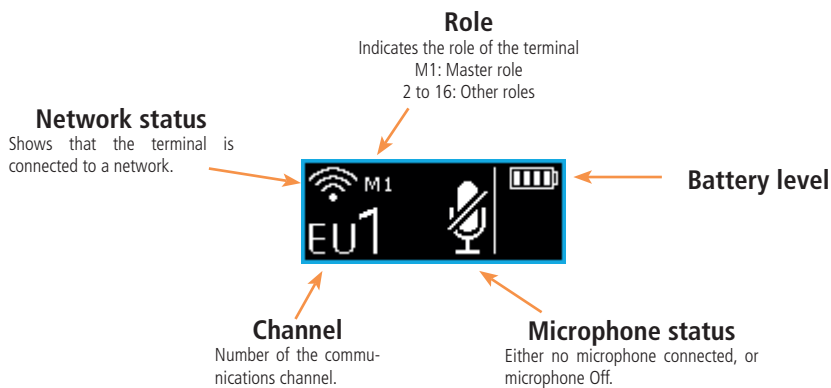 Role
Indicates the role of the terminal
M1: Master role
2 to 16: Other roles
Network status
Shows that the terminal is
connected to a network.
M1
EU1
Battery level
Channel
Number of the commu-
nications channel.
Microphone status
Either no microphone connected, or
microphone Off.